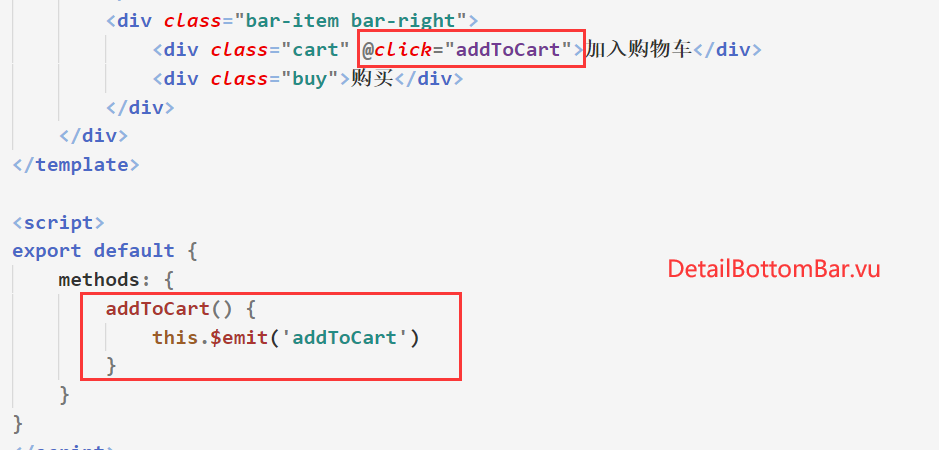 <div class="bar-item bar-right">
<div class="cart" @click="addToCart">加入购物车</div>
<div class="buy">购买</div>
</div>
</div>
</template>
<script>
export default {
methods: {
DetailBottomBar.vu
addToCart() {
this.$emit('addToCart')
}
}
}